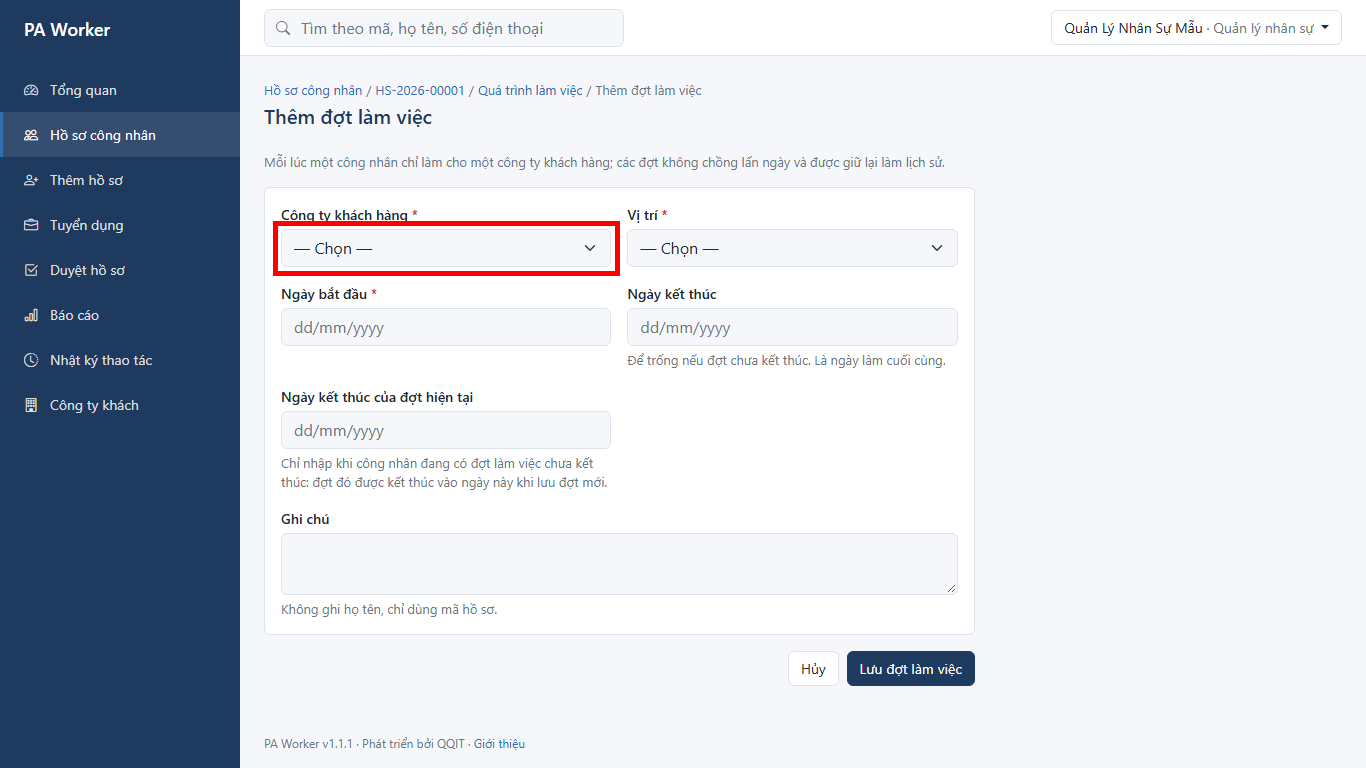 PA Worker
Tìm theo mã, họ tên, số điện thoại
Quản Lý Nhân Sự Mẫu · Quản lý nhân sự
Tổng quan
Hồ sơ công nhân
Thêm hồ sơ
Tuyển dụng
Duyệt hồ sơ
Báo cáo
Nhật ký thao tác
Công ty khách
Hồ sơ công nhân / HS-2026-00001 / Quá trình làm việc / Thêm đợt làm việc
Thêm đợt làm việc
Mỗi lúc một công nhân chỉ làm cho một công ty khách hàng; các đợt không chồng lấn ngày và được giữ lại làm lịch sử.
Công ty khách hàng *
— Chọn —
Vị trí *
— Chọn —
Ngày bắt đầu *
dd/mm/yyyy
Ngày kết thúc
dd/mm/yyyy
Để trống nếu đợt chưa kết thúc. Là ngày làm cuối cùng.
Ngày kết thúc của đợt hiện tại
dd/mm/yyyy
Chỉ nhập khi công nhân đang có đợt làm việc chưa kết
thúc: đợt đó được kết thúc vào ngày này khi lưu đợt mới.
Ghi chú
Không ghi họ tên, chỉ dùng mã hồ sơ.
Hủy
Lưu đợt làm việc
PA Worker v1.1.1 · Phát triển bởi QQIT · Giới thiệu